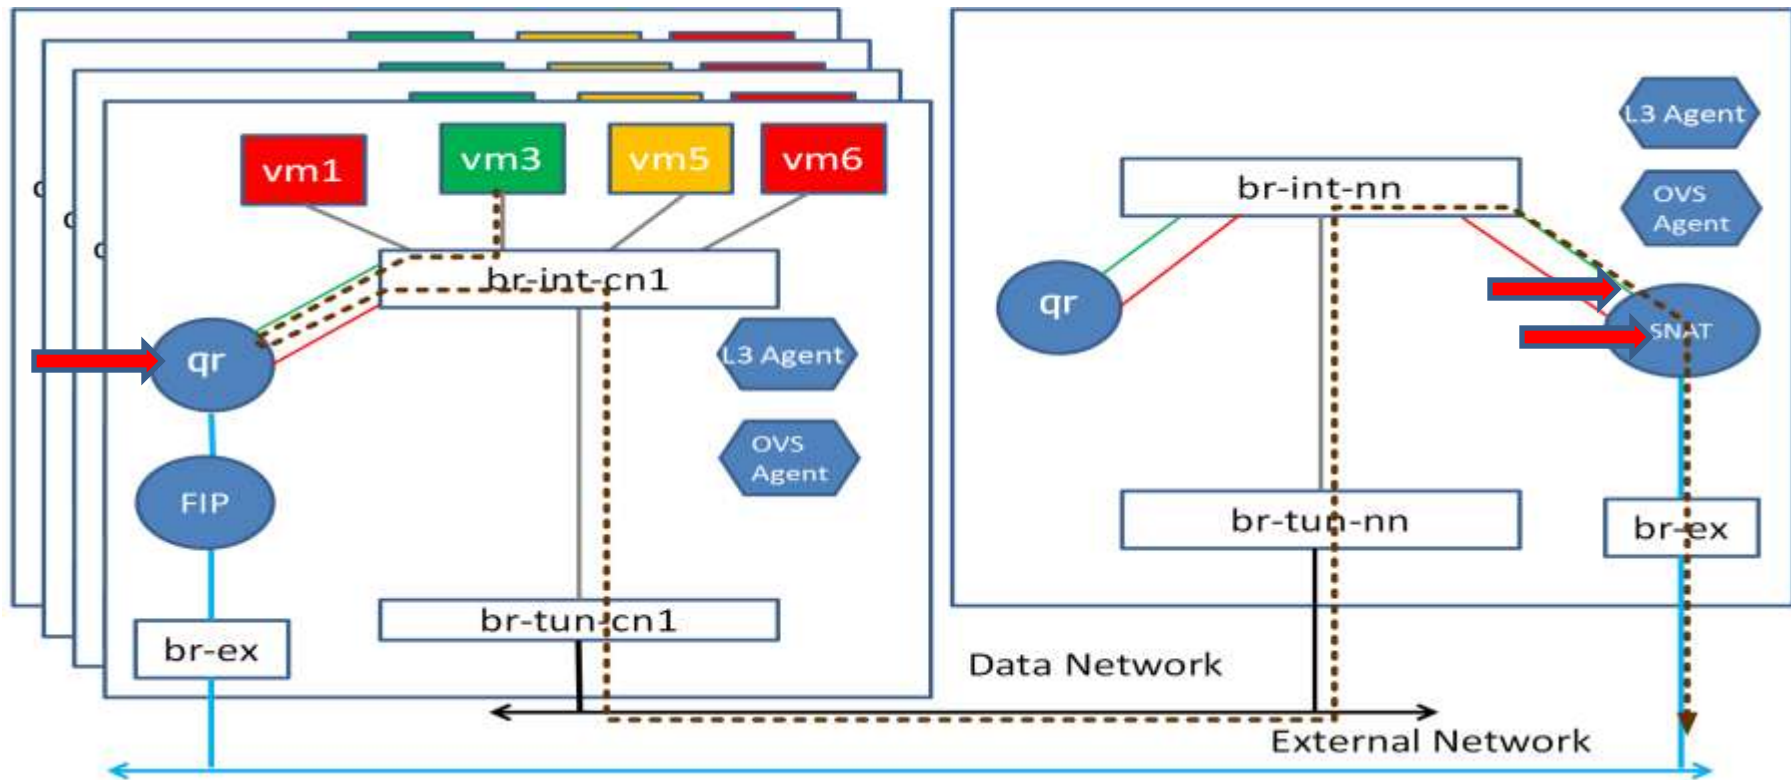 vm1
vm3
vm5
vm6
br-int-cn1
qr
L3 Agent
FIP
OVS
Agent
br-tun-cn1
br-ex
L3 Agent
br-int-nn
OVS
Agent
qr
SNAT
br-tun-nn
br-ex
Data Network
External Network